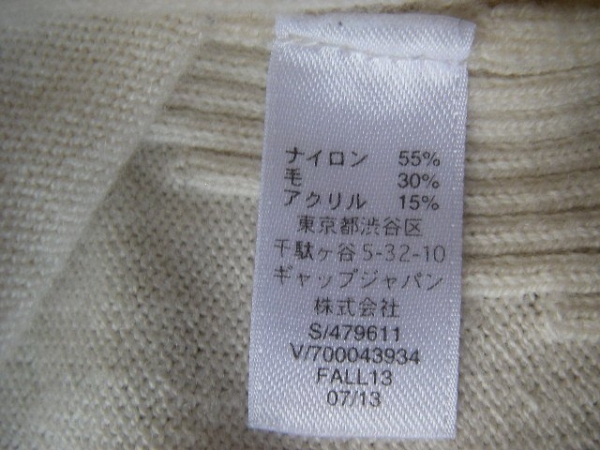 ナイロン 55%
毛 30%
アクリル 15%
東京都渋谷区
千駄ヶ谷 5-32-10
ギャップジャパン
株式会社
S/479611
V/700043934
FALL13
07/13